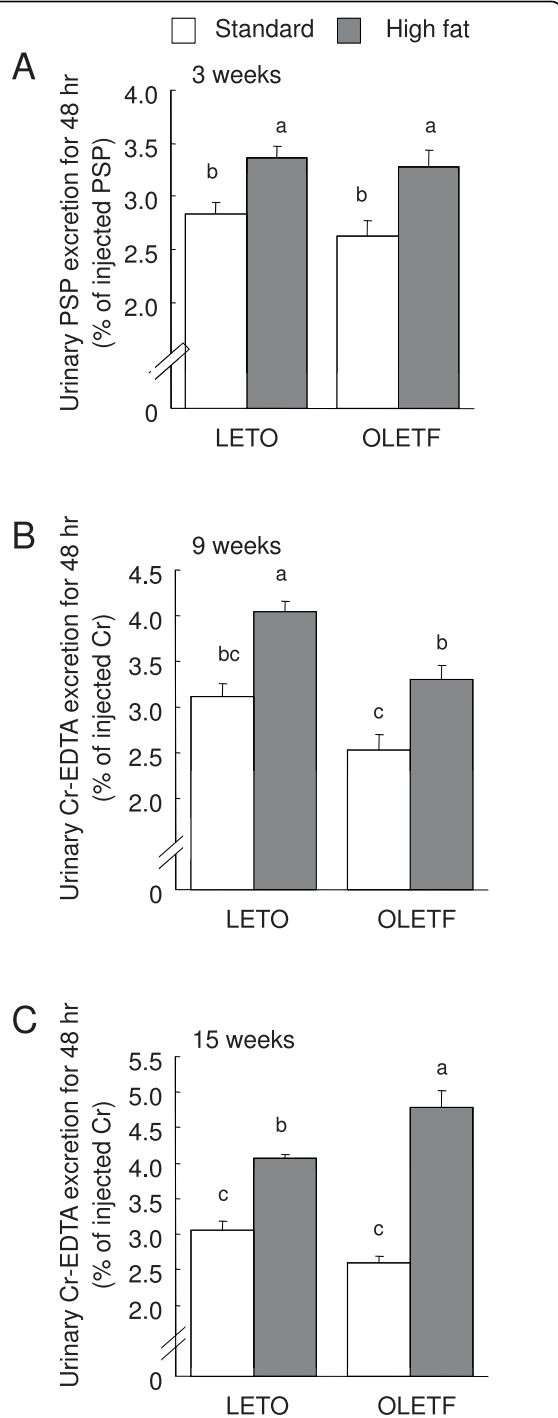 Standard High fat
A
3 weeks
Urinary PSP excretion for 48 hr
(% of injected PSP)
4.0
3.5
3.0
2.5
2.0
0
b
a
b
a
LETO OLETF
B
9 weeks
Urinary Cr-EDTA excretion for 48 hr
(% of injected Cr)
4.5
4.0
3.5
3.0
2.5
2.0
0
bc
a
c
b
LETO OLETF
C
15 weeks
Urinary Cr-EDTA excretion for 48 hr
(% of injected Cr)
5.5
5.0
4.5
4.0
3.5
3.0
2.5
2.0
0
c
b
c
a
LETO OLETF